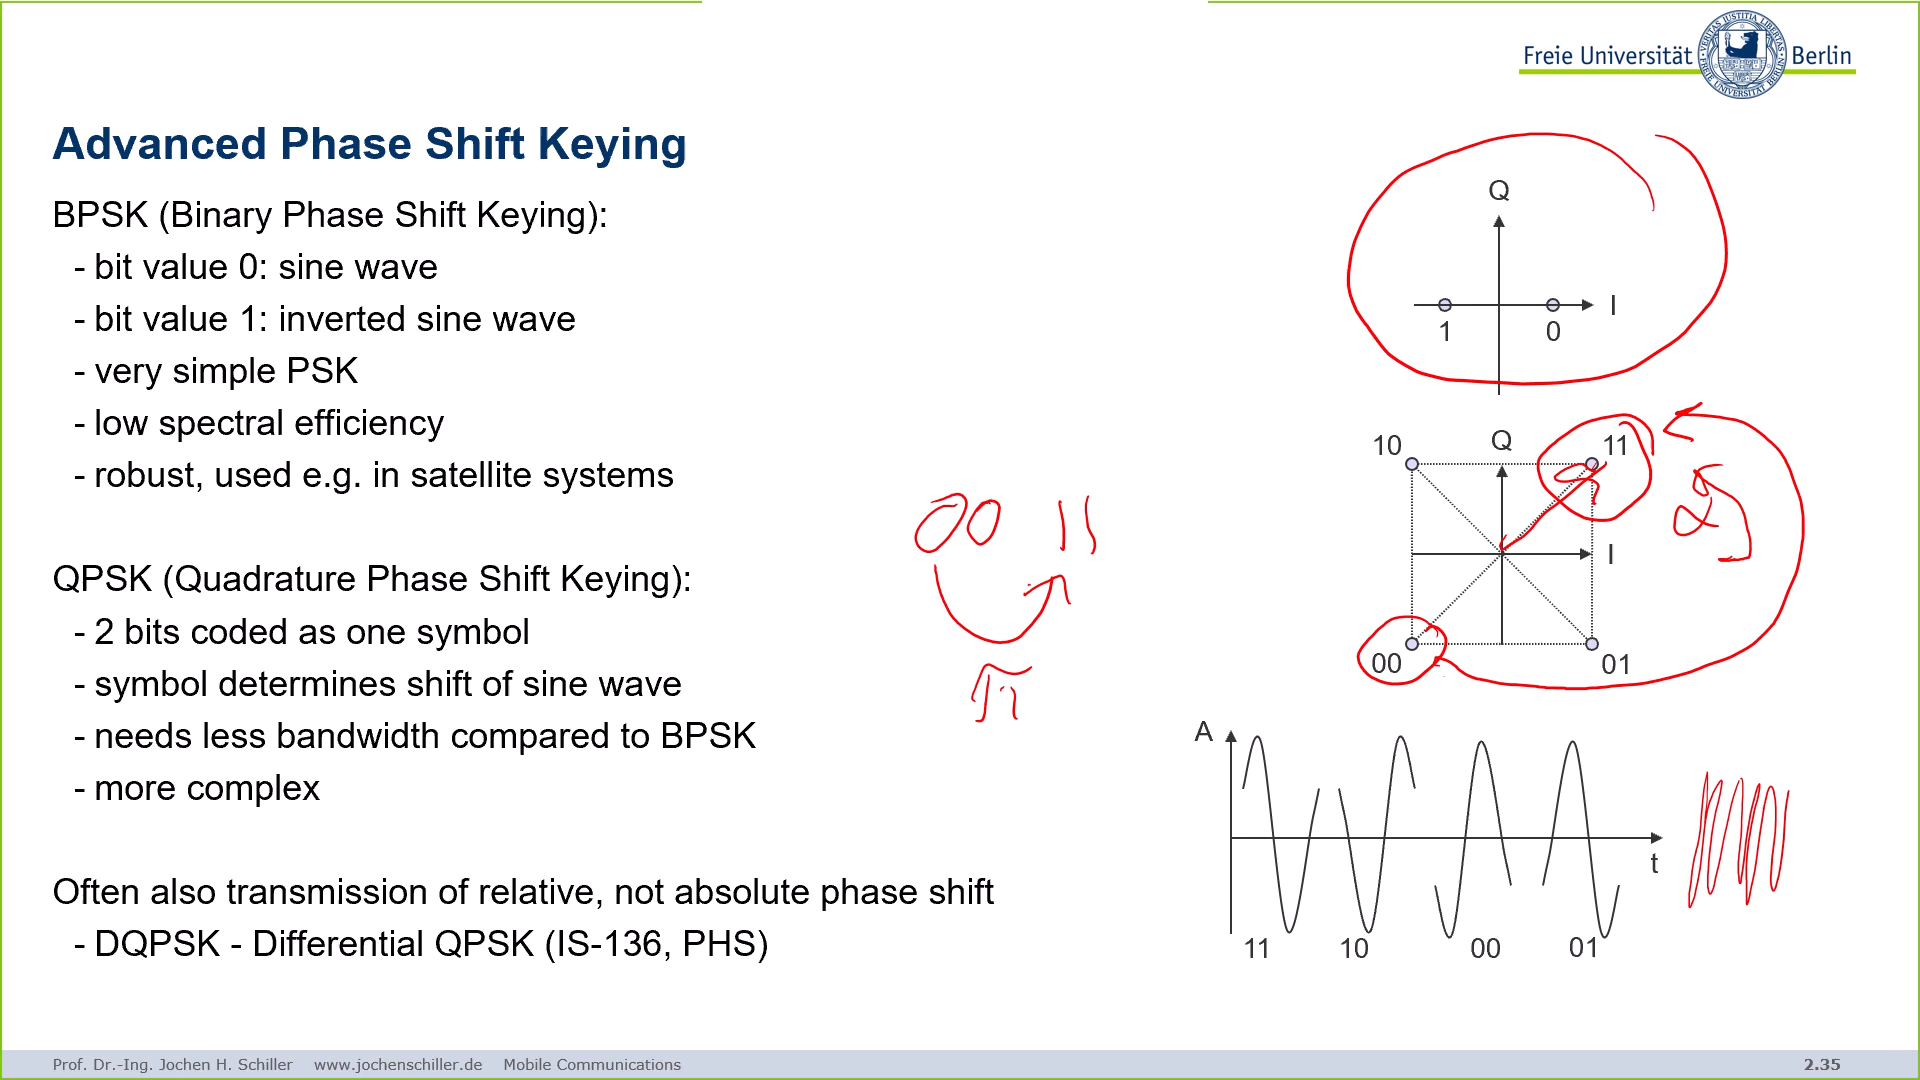 Freie Universität Berlin
Advanced Phase Shift Keying
BPSK (Binary Phase Shift Keying):
- bit value 0: sine wave
- bit value 1: inverted sine wave
- very simple PSK
- low spectral efficiency
- robust, used e.g. in satellite systems
QPSK (Quadrature Phase Shift Keying):
- 2 bits coded as one symbol
- symbol determines shift of sine wave
- needs less bandwidth compared to BPSK
- more complex
Often also transmission of relative, not absolute phase shift
- DQPSK - Differential QPSK (IS-136, PHS)
00 11
π
Q
I
1 0
10 Q 11
I
00 01
A
t
11 10 00 01
Prof. Dr.-Ing. Jochen H. Schiller www.jochenschiller.de Mobile Communications 2.35